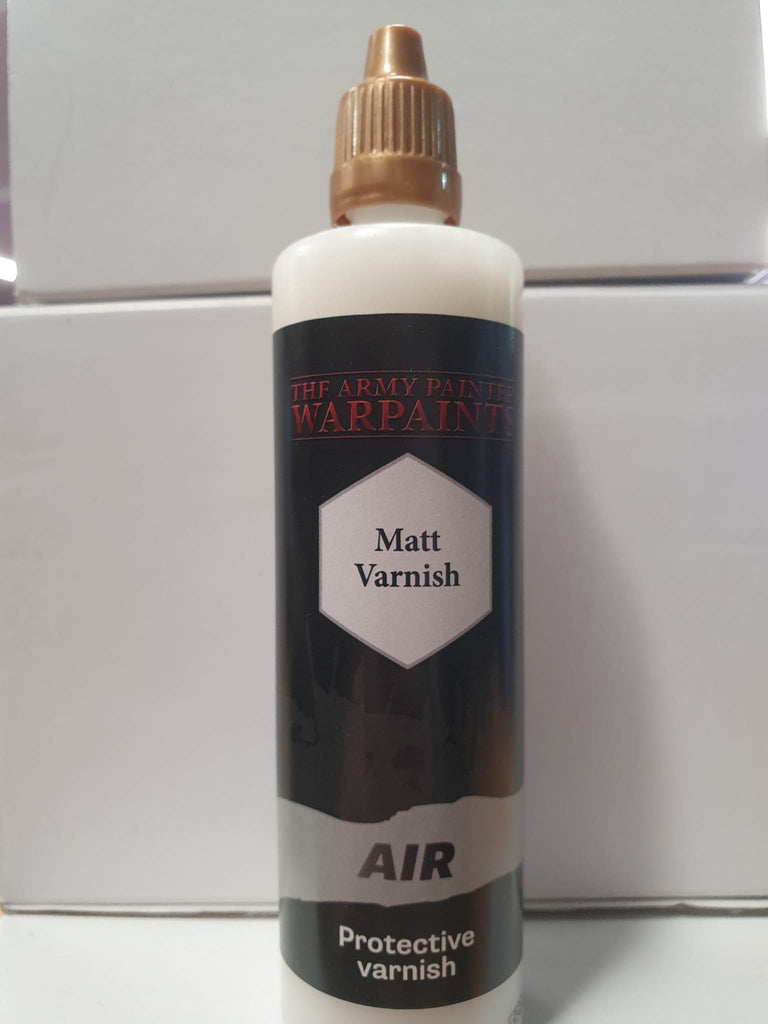 THE ARMY PAINTER
WARPAINTS
Matt
Varnish
AIR
Protective
varnish